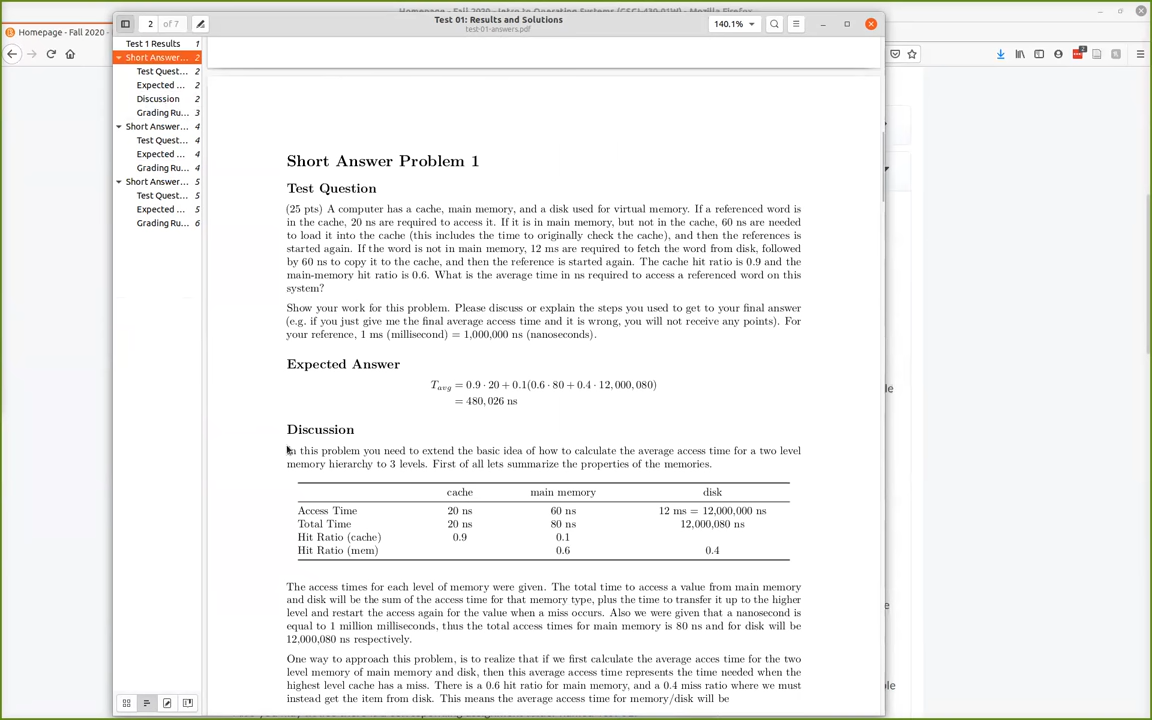 Homepage - Fall 2020 - Intro to Operating Systems (CSCI-430-01W) - Mozilla Firefox
Homepage - Fall 2020 -
Test 01: Results and Solutions
test-01-answers.pdf
2 of 7
140.1%
Test 1 Results 1
Short Answer... 2
Test Quest... 2
Expected ... 2
Discussion 2
Grading Ru... 3
Short Answer... 4
Test Quest... 4
Expected ... 4
Grading Ru... 4
Short Answer... 5
Test Quest... 5
Expected ... 5
Grading Ru... 6
Short Answer Problem 1
Test Question
(25 pts) A computer has a cache, main memory, and a disk used for virtual memory. If a referenced word is
in the cache, 20 ns are required to access it. If it is in main memory, but not in the cache, 60 ns are needed
to load it into the cache (this includes the time to originally check the cache), and then the references is
started again. If the word is not in main memory, 12 ms are required to fetch the word from disk, followed
by 60 ns to copy it to the cache, and then the reference is started again. The cache hit ratio is 0.9 and the
main-memory hit ratio is 0.6. What is the average time in ns required to access a referenced word on this
system?
Show your work for this problem. Please discuss or explain the steps you used to get to your final answer
(e.g. if you just give me the final average access time and it is wrong, you will not receive any points). For
your reference, 1 ms (millisecond) = 1,000,000 ns (nanoseconds).
Expected Answer
Tavg = 0.9 · 20 + 0.1(0.6 · 80 + 0.4 · 12,000,080)
= 480,026 ns
Discussion
In this problem you need to extend the basic idea of how to calculate the average access time for a two level
memory hierarchy to 3 levels. First of all lets summarize the properties of the memories.
cache main memory disk
Access Time 20 ns 60 ns 12 ms = 12,000,000 ns
Total Time 20 ns 80 ns 12,000,080 ns
Hit Ratio (cache) 0.9 0.1
Hit Ratio (mem) 0.6 0.4
The access times for each level of memory were given. The total time to access a value from main memory
and disk will be the sum of the access time for that memory type, plus the time to transfer it up to the higher
level and restart the access again for the value when a miss occurs. Also we were given that a nanosecond is
equal to 1 million milliseconds, thus the total access times for main memory is 80 ns and for disk will be
12,000,080 ns respectively.
One way to approach this problem, is to realize that if we first calculate the average acces time for the two
level memory of main memory and disk, then this average access time represents the time needed when the
highest level cache has a miss. There is a 0.6 hit ratio for main memory, and a 0.4 miss ratio where we must
instead get the item from disk. This means the average access time for memory/disk will be